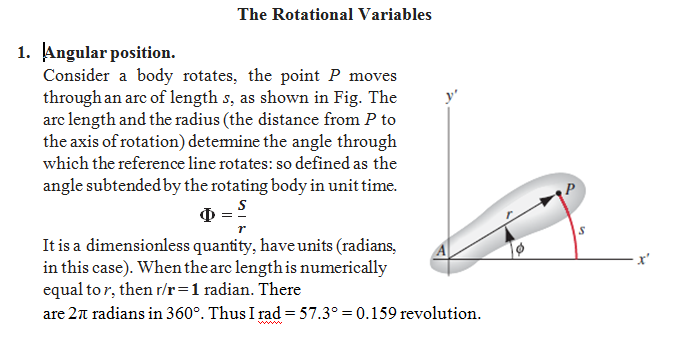 The Rotational Variables
1. Angular position.
Consider a body rotates, the point P moves
through an arc of length s, as shown in Fig. The
arc length and the radius (the distance from P to
the axis of rotation) determine the angle through
which the reference line rotates: so defined as the
angle subtended by the rotating body in unit time.
Φ = s/r
It is a dimensionless quantity, have units (radians,
in this case). When the arc length is numerically
equal to r, then r/r = 1 radian. There
are 2π radians in 360°. Thus I rad = 57.3° = 0.159 revolution.
y'
P
r
s
A
ϕ
x'